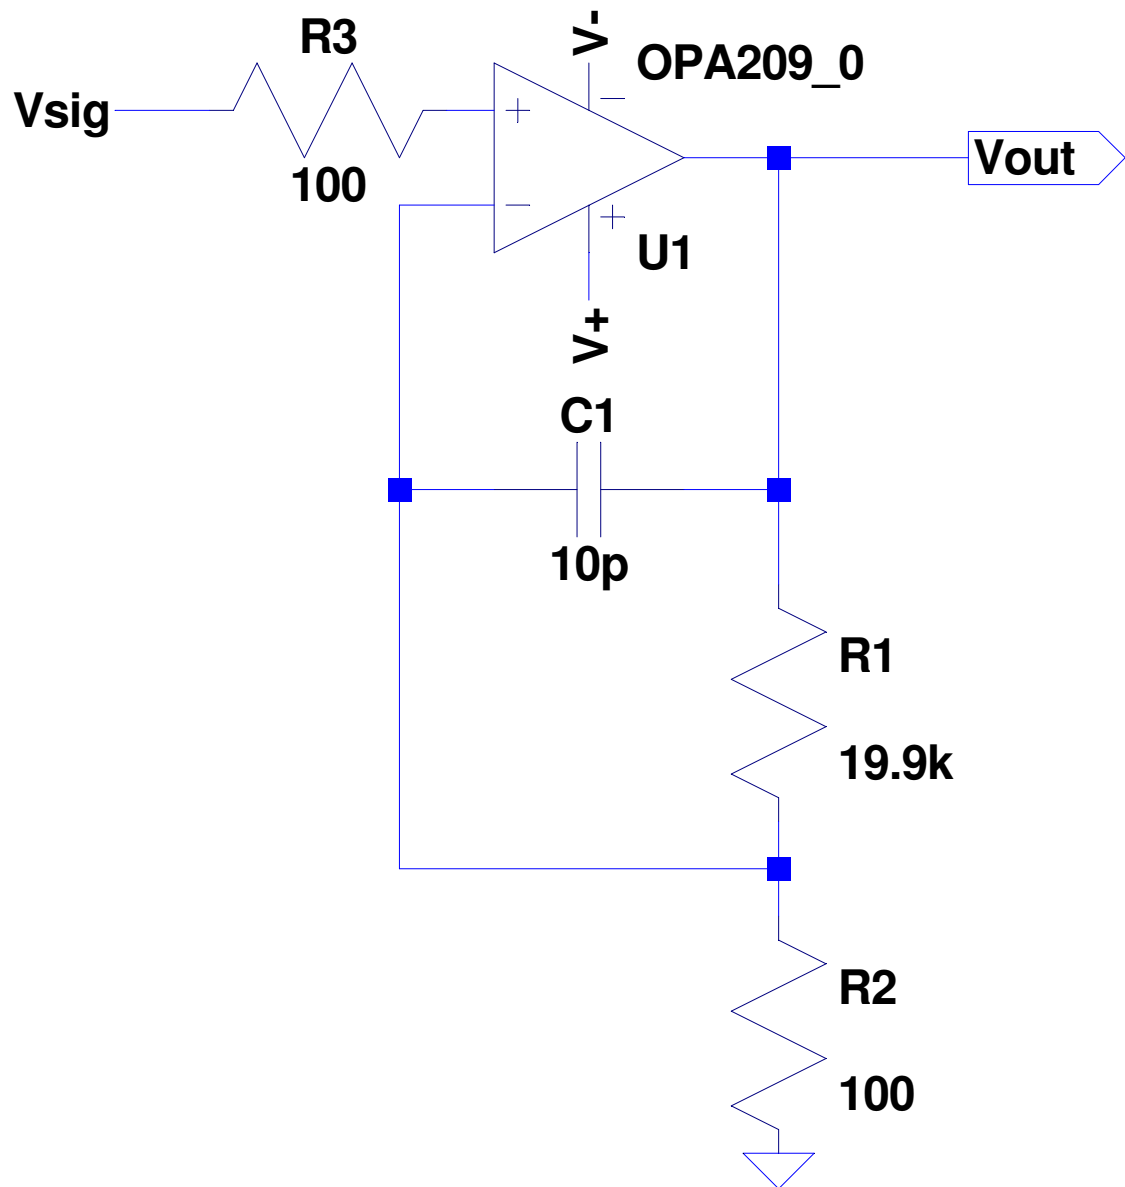 R3
V-
OPA209_0
Vsig
+
−
Vout
100
−
+
U1
V+
C1
10p
R1
19.9k
R2
100